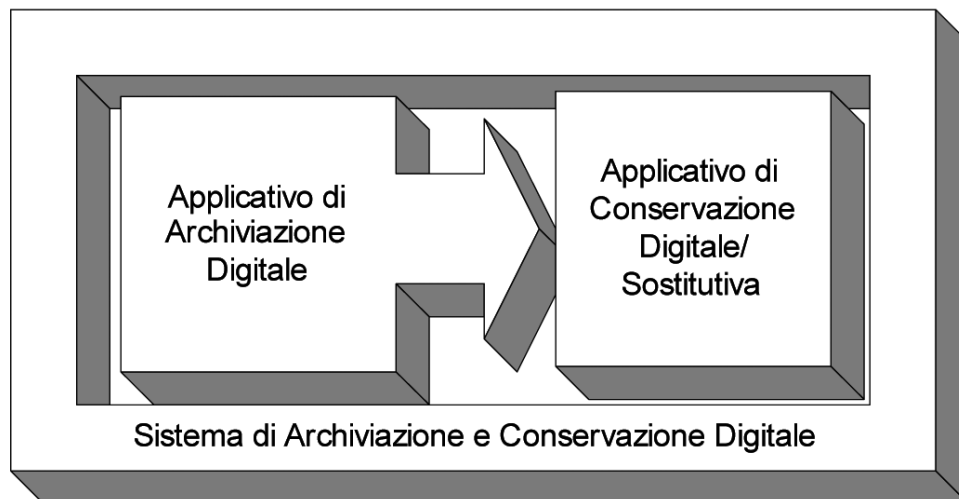 Applicativo di
Archiviazione
Digitale
Applicativo di
Conservazione
Digitale/
Sostitutiva
Sistema di Archiviazione e Conservazione Digitale